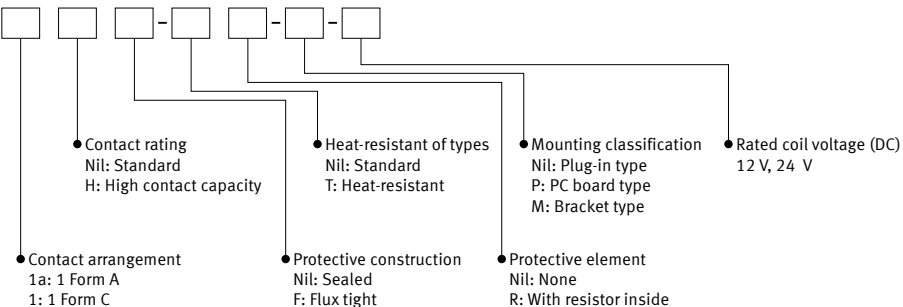 - - -
Contact rating
Nil: Standard
H: High contact capacity
Heat-resistant of types
Nil: Standard
T: Heat-resistant
Mounting classification
Nil: Plug-in type
P: PC board type
M: Bracket type
Rated coil voltage (DC)
12 V, 24 V
Contact arrangement
1a: 1 Form A
1: 1 Form C
Protective construction
Nil: Sealed
F: Flux tight
Protective element
Nil: None
R: With resistor inside